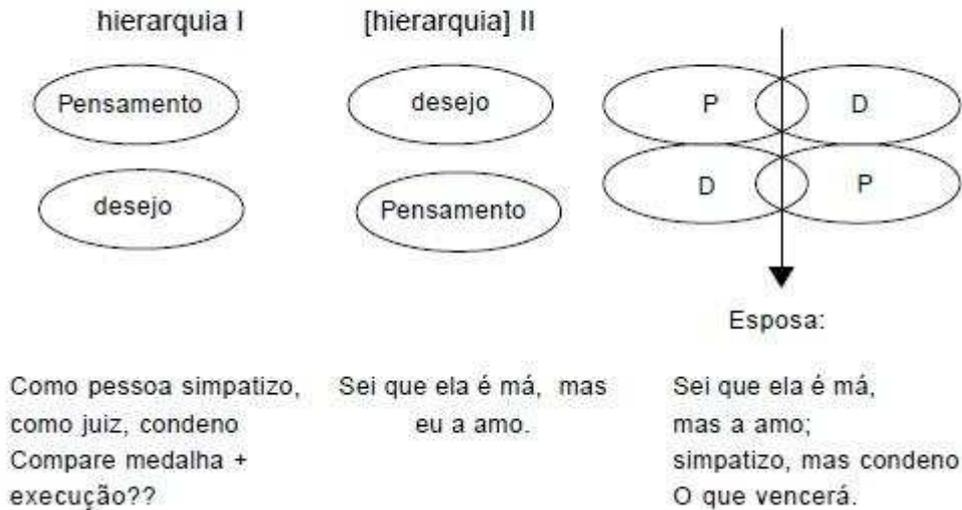 hierarquia I
[hierarquia] II
Pensamento
desejo
desejo
Pensamento
P
D
D
P
Esposa:
Como pessoa simpatizo,
como juiz, condeno
Compare medalha +
execução??
Sei que ela é má, mas
eu a amo.
Sei que ela é má,
mas a amo;
simpatizo, mas condeno
O que vencerá.